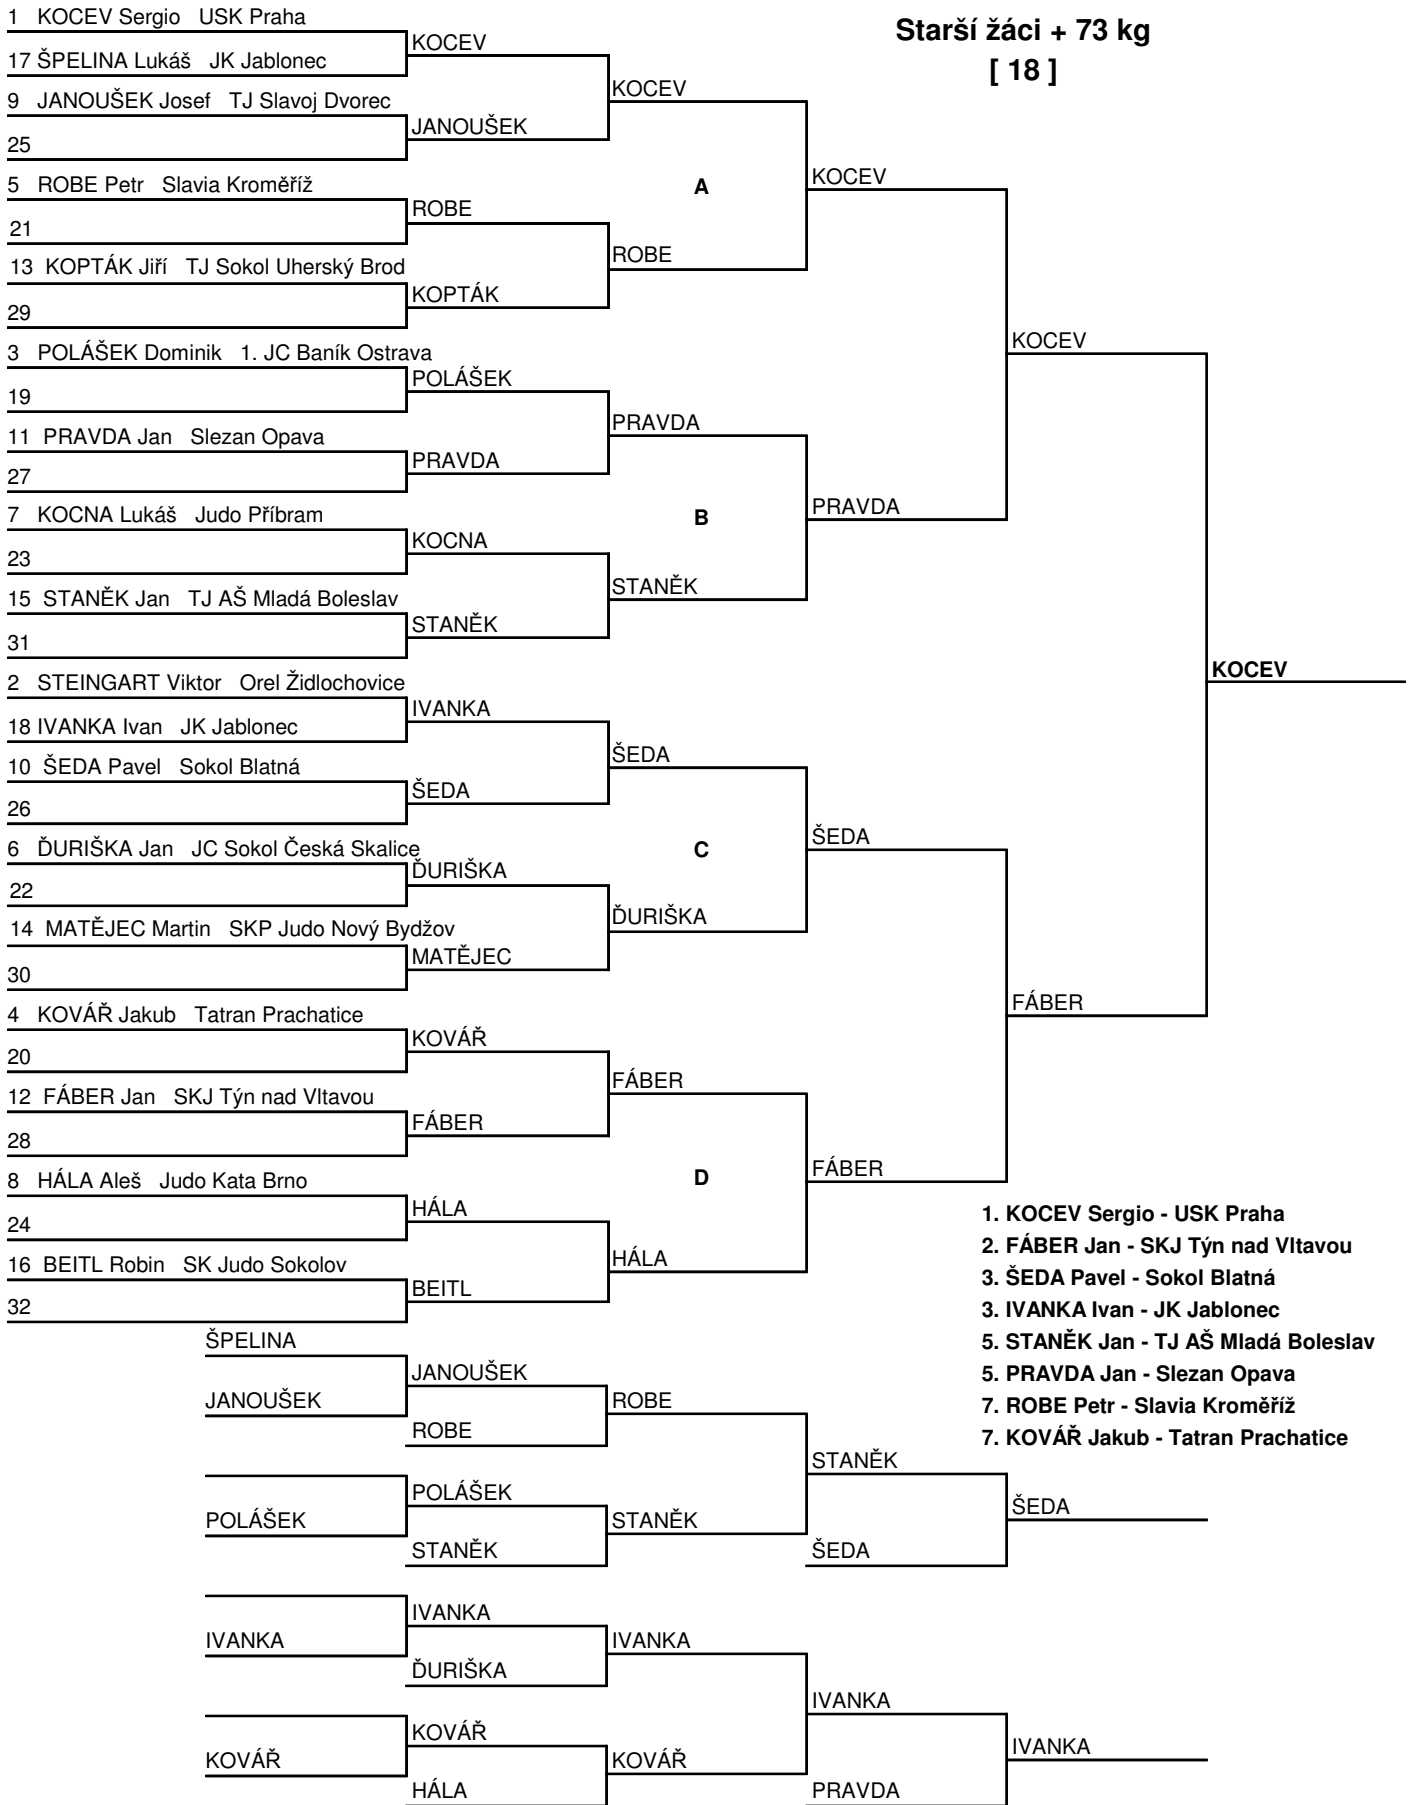 Starší žáci + 73 kg
[ 18 ]
1 KOCEV Sergio USK Praha
17 ŠPELINA Lukáš JK Jablonec
9 JANOUŠEK Josef TJ Slavoj Dvorec
25
5 ROBE Petr Slavia Kroměříž
21
13 KOPTÁK Jiří TJ Sokol Uherský Brod
29
3 POLÁŠEK Dominik 1. JC Baník Ostrava
19
11 PRAVDA Jan Slezan Opava
27
7 KOCNA Lukáš Judo Příbram
23
15 STANĚK Jan TJ AŠ Mladá Boleslav
31
2 STEINGART Viktor Orel Židlochovice
18 IVANKA Ivan JK Jablonec
10 ŠEDA Pavel Sokol Blatná
26
6 ĎURIŠKA Jan JC Sokol Česká Skalice
22
14 MATĚJEC Martin SKP Judo Nový Bydžov
30
4 KOVÁŘ Jakub Tatran Prachatice
20
12 FÁBER Jan SKJ Týn nad Vltavou
28
8 HÁLA Aleš Judo Kata Brno
24
16 BEITL Robin SK Judo Sokolov
32
KOCEV
JANOUŠEK
ROBE
KOPTÁK
POLÁŠEK
PRAVDA
KOCNA
STANĚK
IVANKA
ŠEDA
ĎURIŠKA
MATĚJEC
KOVÁŘ
FÁBER
HÁLA
BEITL
KOCEV
A
ROBE
PRAVDA
B
STANĚK
ŠEDA
C
ĎURIŠKA
FÁBER
D
HÁLA
KOCEV
PRAVDA
ŠEDA
FÁBER
KOCEV
FÁBER
KOCEV
1. KOCEV Sergio - USK Praha
2. FÁBER Jan - SKJ Týn nad Vltavou
3. ŠEDA Pavel - Sokol Blatná
3. IVANKA Ivan - JK Jablonec
5. STANĚK Jan - TJ AŠ Mladá Boleslav
5. PRAVDA Jan - Slezan Opava
7. ROBE Petr - Slavia Kroměříž
7. KOVÁŘ Jakub - Tatran Prachatice
ŠPELINA
JANOUŠEK
POLÁŠEK
IVANKA
KOVÁŘ
JANOUŠEK
ROBE
POLÁŠEK
STANĚK
IVANKA
ĎURIŠKA
KOVÁŘ
HÁLA
ROBE
STANĚK
IVANKA
KOVÁŘ
STANĚK
ŠEDA
IVANKA
PRAVDA
ŠEDA
IVANKA